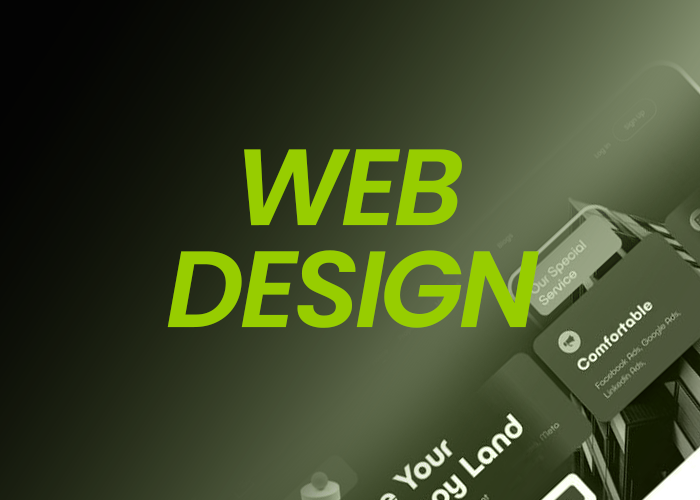 WEB
DESIGN
Log In
Sign Up
Blogs
Our Special
Service
Comfortable
Facebook Ads, Google Ads,
Linkedin Ads,
Your
Land
Meta